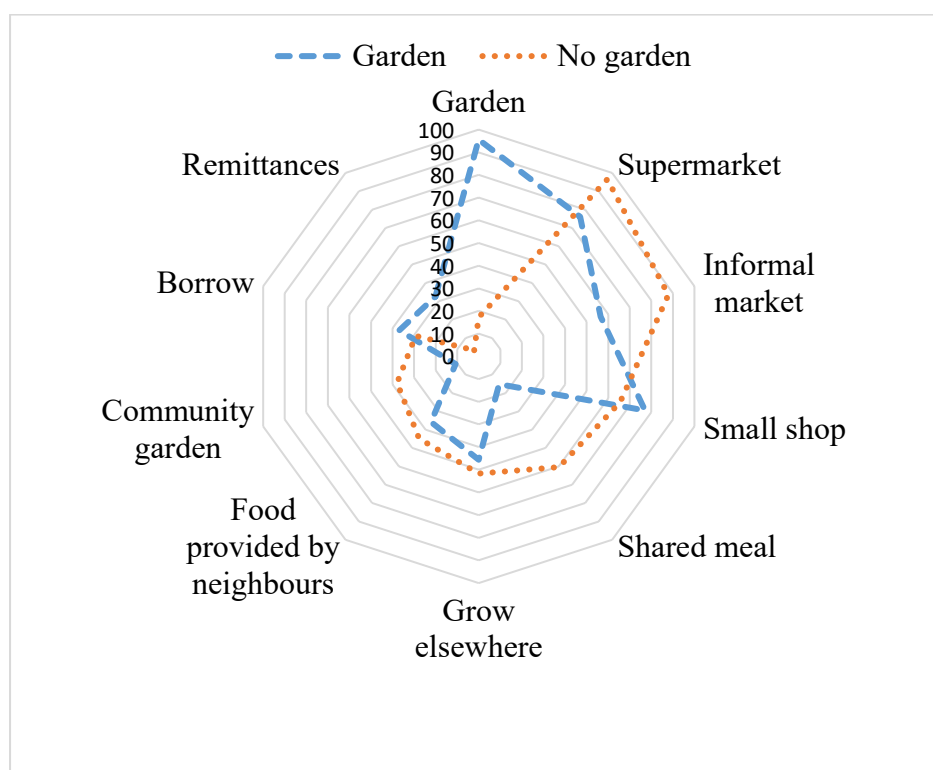 Garden
No garden
Garden
100
90
80
70
60
50
40
30
20
10
0
Supermarket
Informal
market
Small shop
Shared meal
Grow
elsewhere
Food
provided by
neighbours
Community
garden
Borrow
Remittances